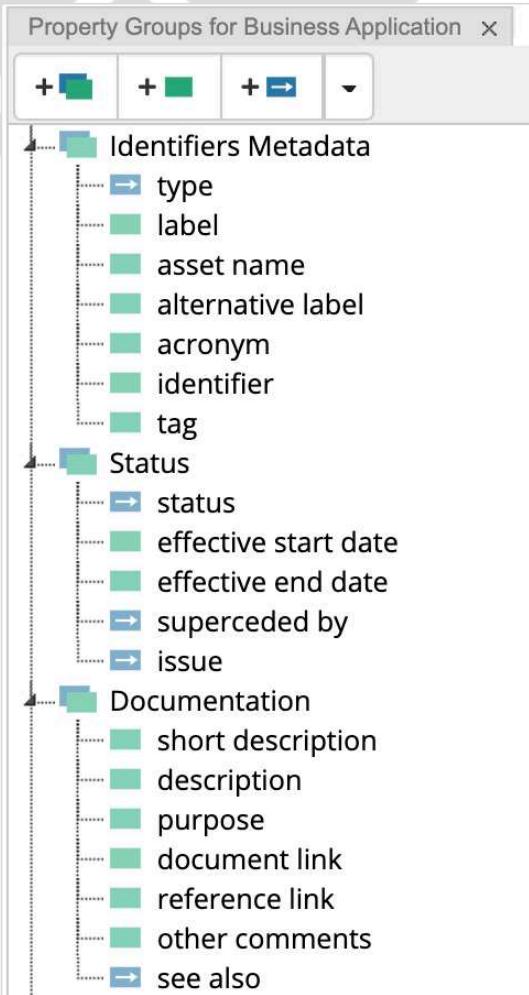 Property Groups for Business Application ×
Identifiers Metadata
type
label
asset name
alternative label
acronym
identifier
tag
Status
status
effective start date
effective end date
superceded by
issue
Documentation
short description
description
purpose
document link
reference link
other comments
see also